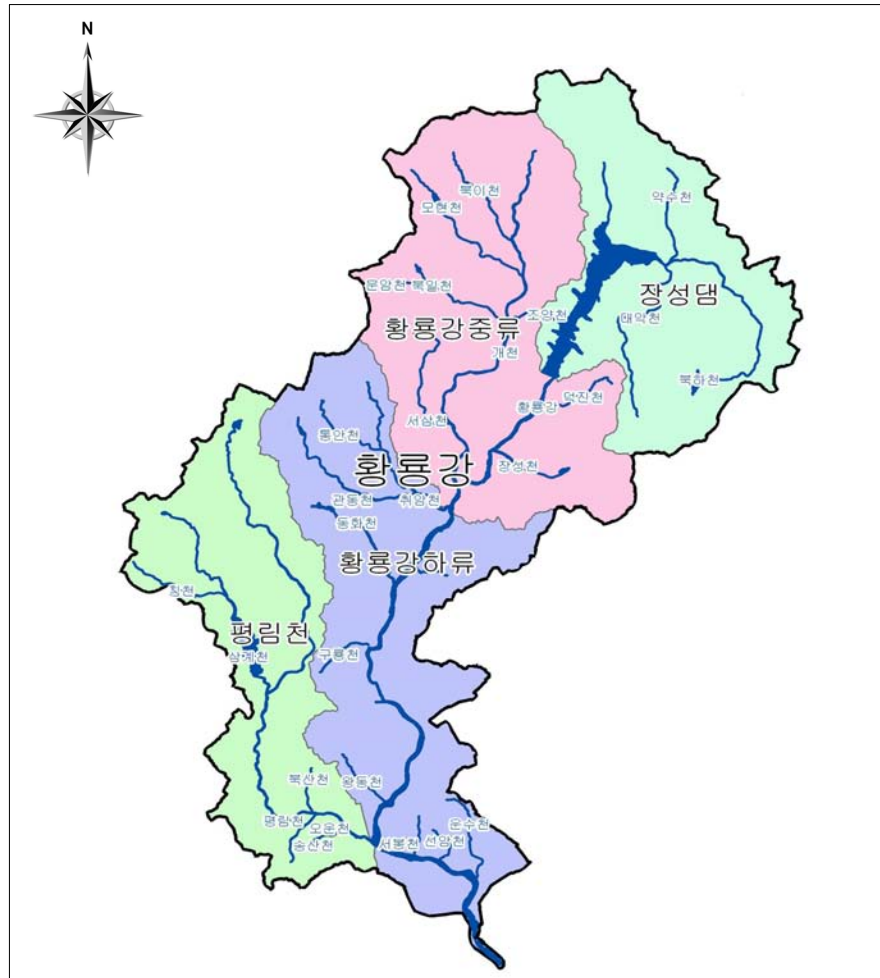 N
북이천
모현천
약수천
장성댐
문암천
북일천
조양천
황룡강중류
대악천
개천
북하천
덕진천
황룡강
서삼천
통안천
장성천
황룡강
관동천
취암천
동화천
황룡강하류
평림천
삼계천
구룡천
북산천
왕동천
평림천
오운천
운수천
송산천
서봉천
선양천